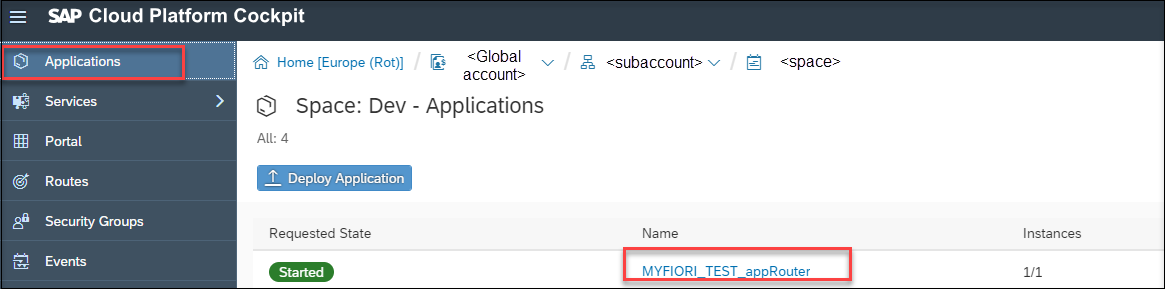 SAP Cloud Platform Cockpit
Applications
Services
Portal
Routes
Security Groups
Events
Home [Europe (Rot)] / <Global account> / <subaccount> / <space>
Space: Dev - Applications
All: 4
Deploy Application
Requested State Name Instances
Started MYFIORI_TEST_appRouter 1/1